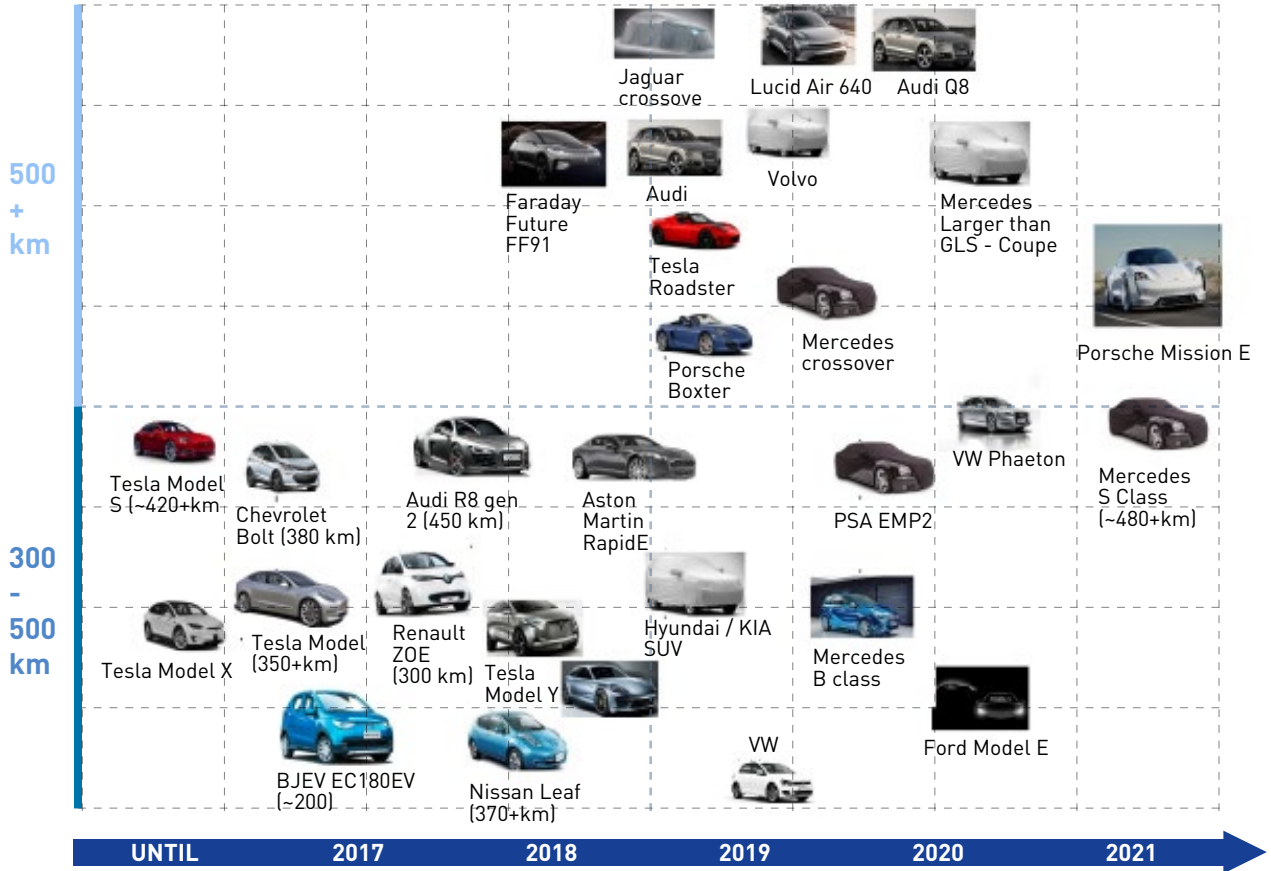 500
+
km
Jaguar
crossove
Lucid Air 640
Audi Q8
Faraday
Future
FF91
Audi
Volvo
Mercedes
Larger than
GLS - Coupe
Tesla
Roadster
Mercedes
crossover
Porsche Mission E
Porsche
Boxter
300
-
500
km
Tesla Model
S (~420+km
Chevrolet
Bolt (380 km)
Audi R8 gen
2 (450 km)
Aston
Martin
RapidE
PSA EMP2
VW Phaeton
Mercedes
S Class
(~480+km)
Tesla Model X
Tesla Model
(350+km)
Renault
ZOE
(300 km)
Tesla
Model Y
Hyundai / KIA
SUV
Mercedes
B class
Ford Model E
BJEV EC180EV
(~200)
Nissan Leaf
(370+km)
VW
UNTIL
2017
2018
2019
2020
2021